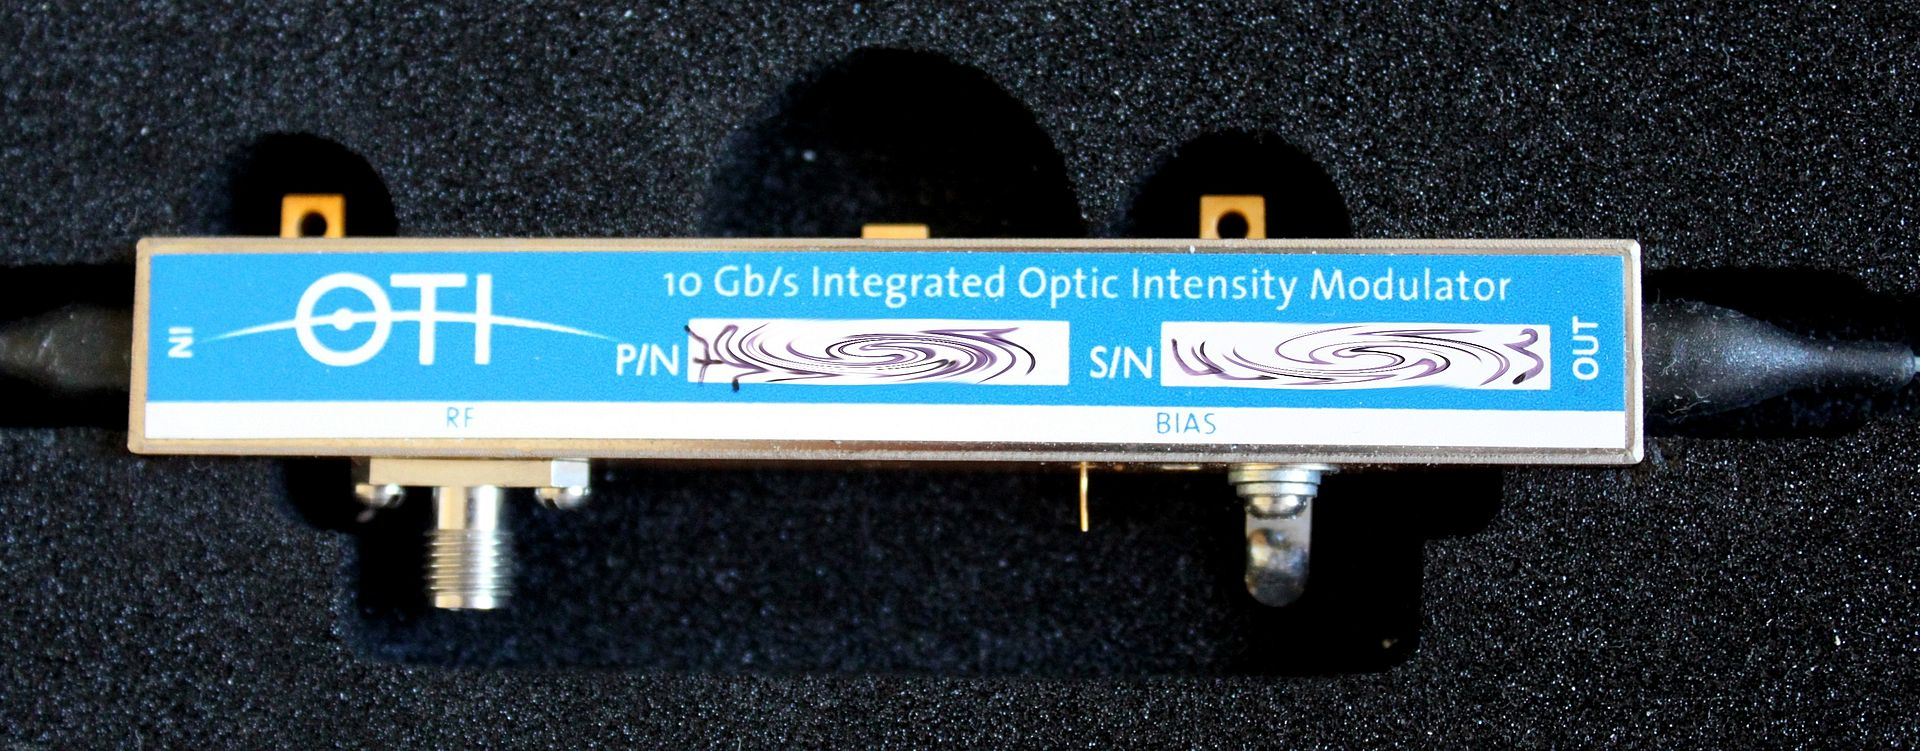 10 Gb/s Integrated Optic Intensity Modulator
IN
OTI
P/N
S/N
OUT
RF
BIAS